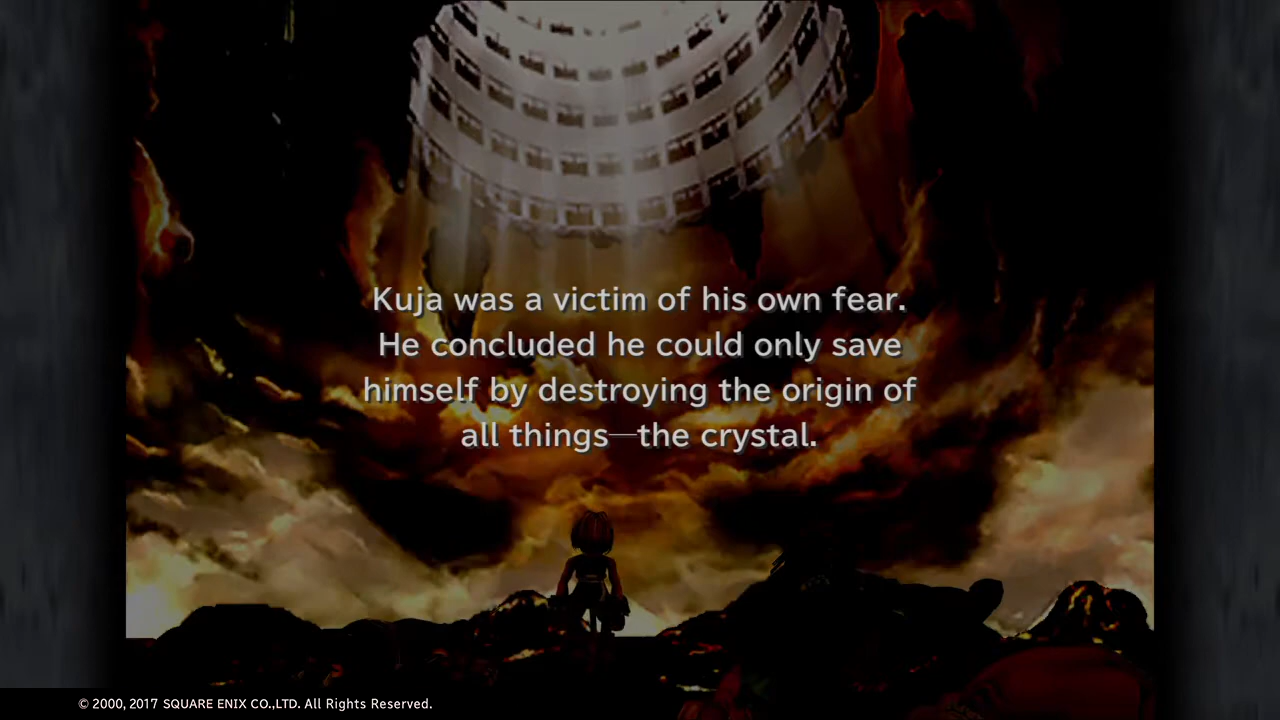 Kuja was a victim of his own fear.
He concluded he could only save
himself by destroying the origin of
all things—the crystal.
© 2000, 2017 SQUARE ENIX CO.,LTD. All Rights Reserved.